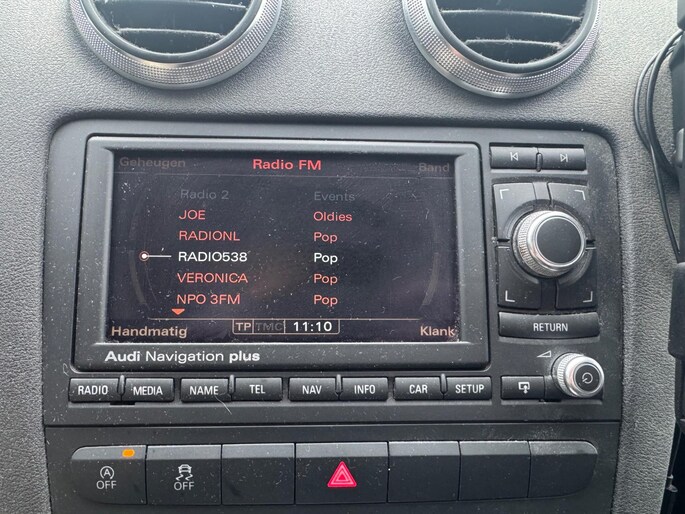 Geheugen Radio FM Band
Radio 2 Events
JOE Oldies
RADIONL Pop
RADIO538 Pop
VERONICA Pop
NPO 3FM Pop
Handmatig TP TMC 11:10 Klank
Audi Navigation plus
RETURN
RADIO MEDIA NAME TEL NAV INFO CAR SETUP
A OFF OFF